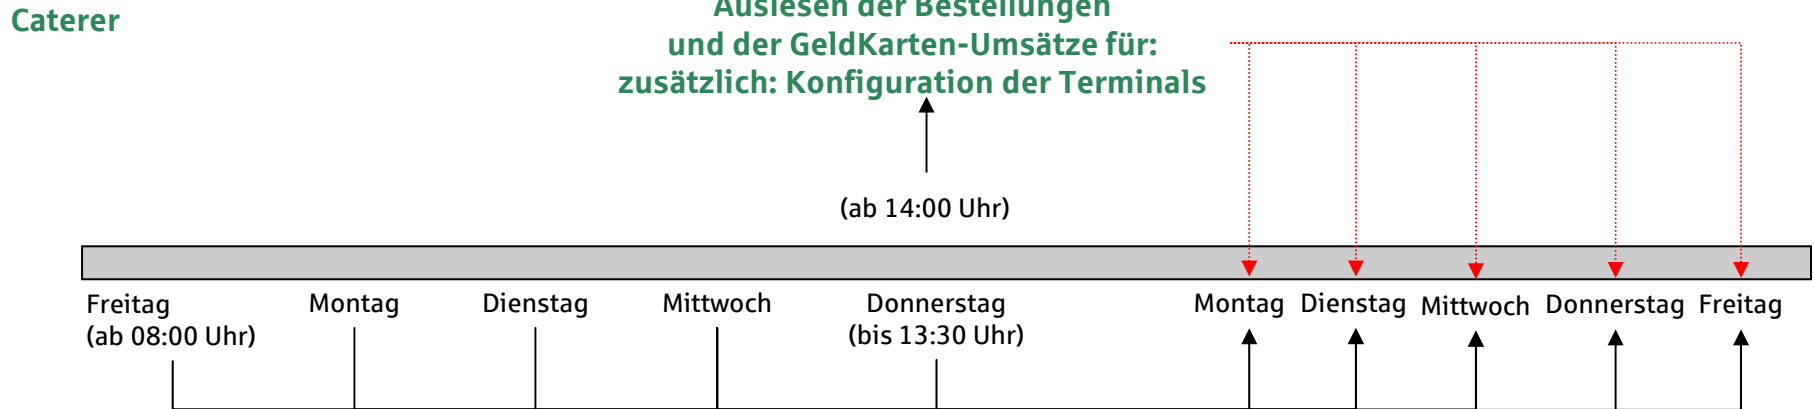 Caterer
Auslesen der Bestellungen
und der GeldKarten-Umsätze für:
zusätzlich: Konfiguration der Terminals
(ab 14:00 Uhr)
Freitag
(ab 08:00 Uhr)
Montag
Dienstag
Mittwoch
Donnerstag
(bis 13:30 Uhr)
Montag
Dienstag
Mittwoch
Donnerstag
Freitag